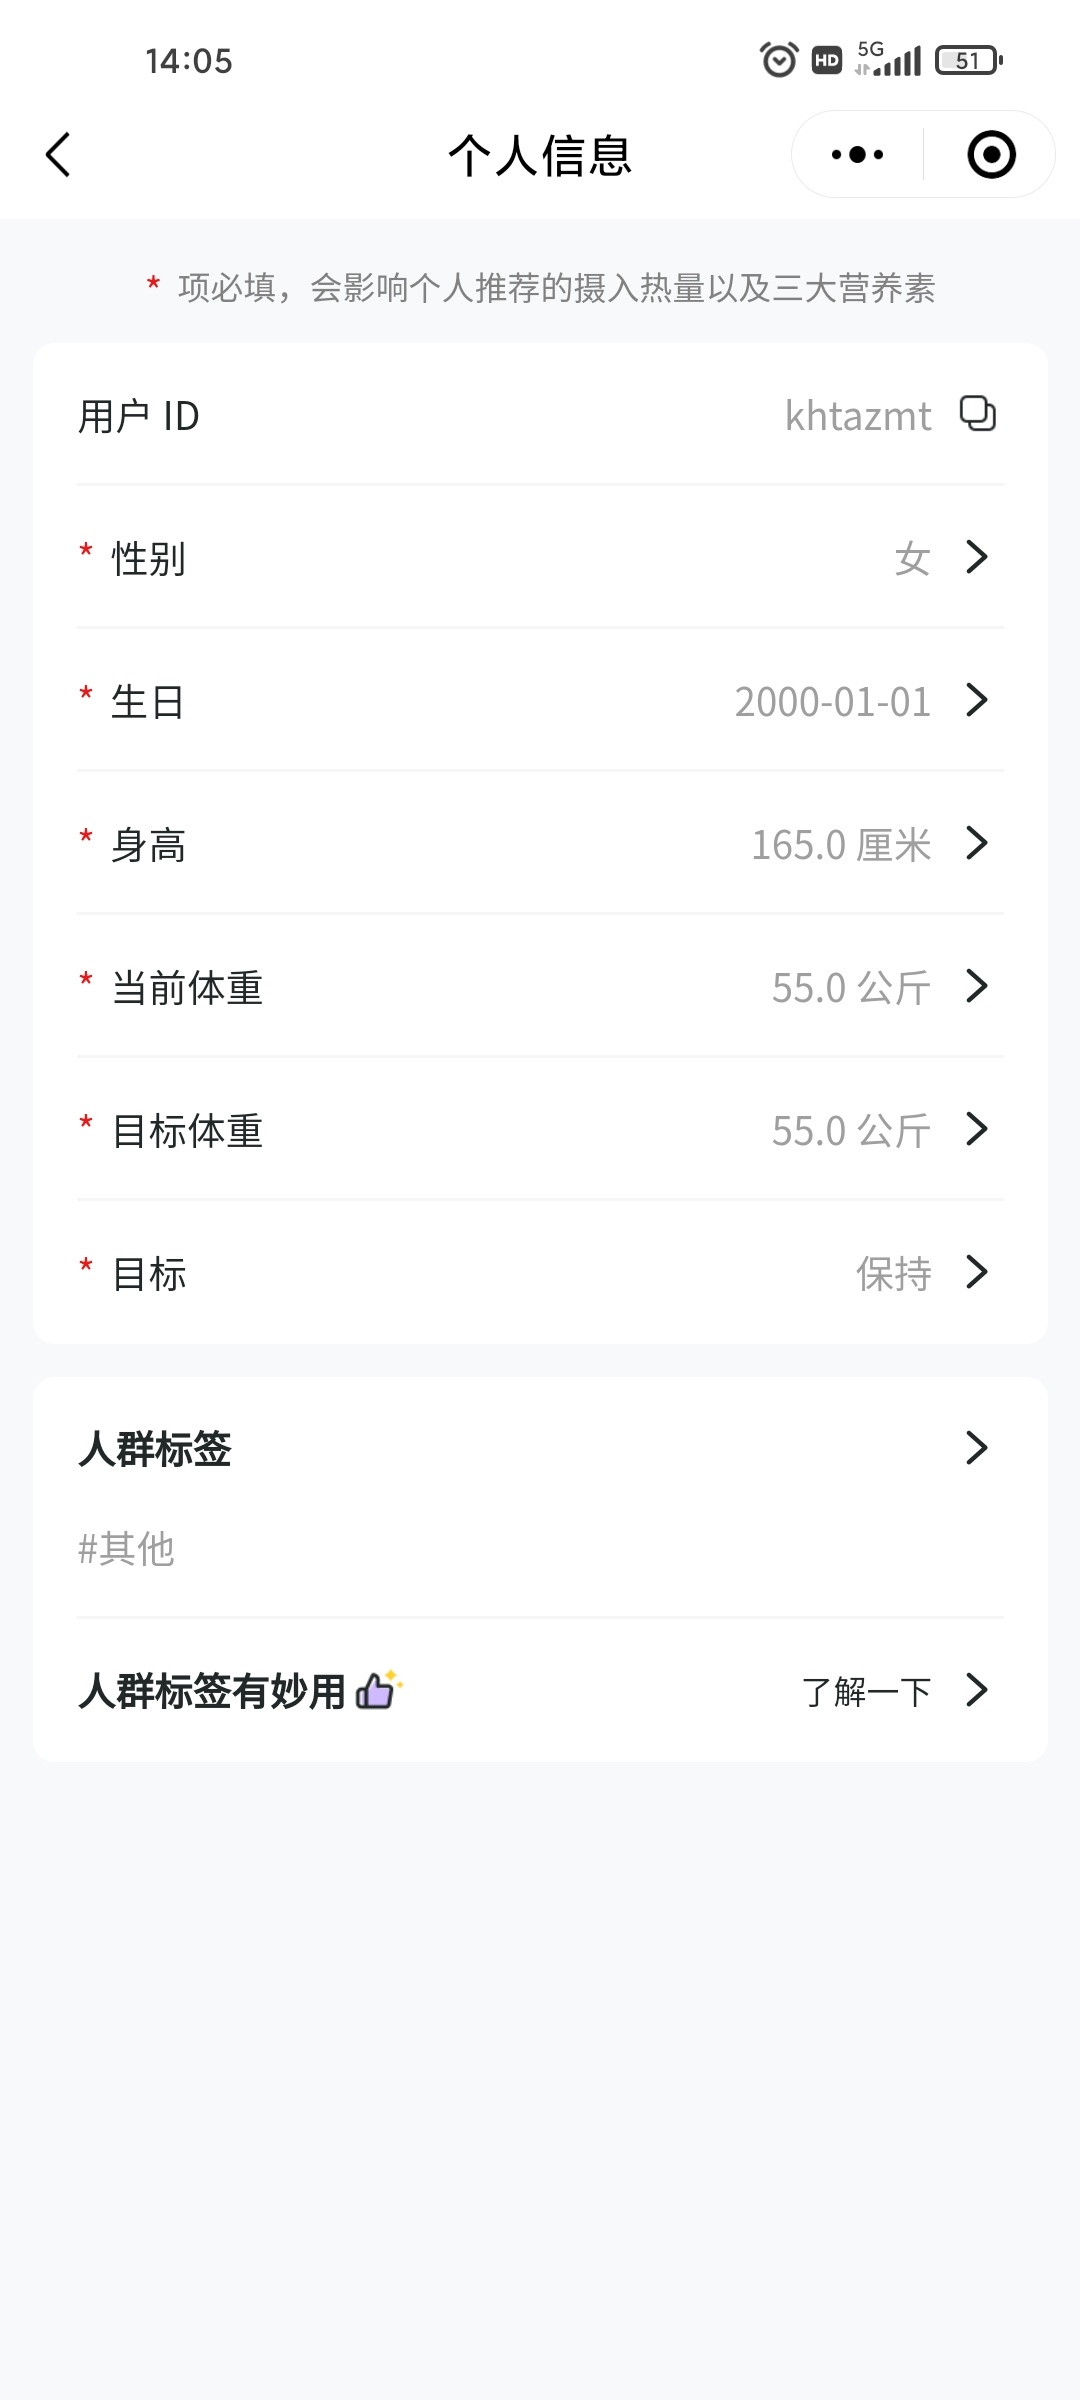 14:05
HD 5G 51
个人信息
* 项必填，会影响个人推荐的摄入热量以及三大营养素
用户 ID khtazmt
* 性别 女
* 生日 2000-01-01
* 身高 165.0 厘米
* 当前体重 55.0 公斤
* 目标体重 55.0 公斤
* 目标 保持
人群标签
#其他
人群标签有妙用 了解一下